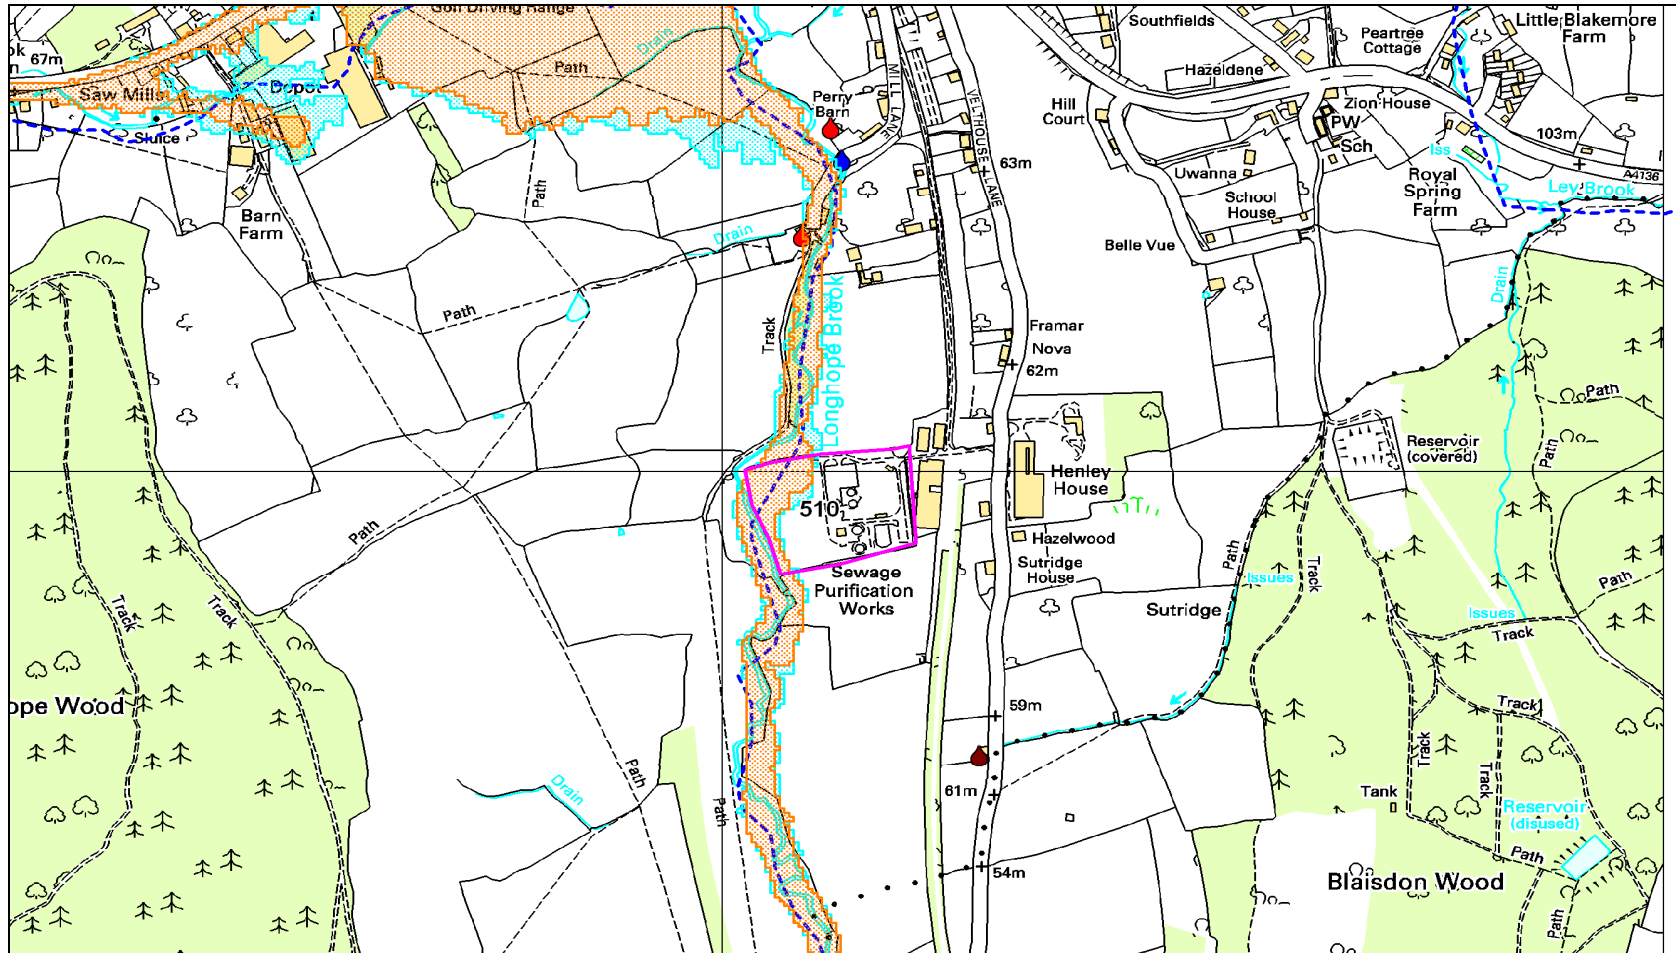 Golf Driving Range
Southfields
Little Blakemore
Farm
Peartree
Cottage
ok
n
67m
Drain
Path
Hazeldene
MILL LANE
Saw Mills
Depot
Perry
Barn
VELTHOUSE LANE
Hill
Court
Zion House
PW
103m
Sluice
Sch
Iss
63m
Uwanna
Royal
Spring
Farm
A4136
Ley Brook
Path
School
House
Barn
Farm
Drain
Belle Vue
Drain
Path
Track
Longhope Brook
Framar
Nova
62m
Path
Reservoir
(covered)
Path
Henley
House
510
Path
Hazelwood
Sutridge
House
Path
Issues
Track
Sewage
Purification
Works
Path
Track
Track
Sutridge
Issues
Track
ope Wood
59m
Track
Track
Track
Path
Drain
61m
Tank
Path
Reservoir
(disused)
Path
54m
Blaisdon Wood
Path